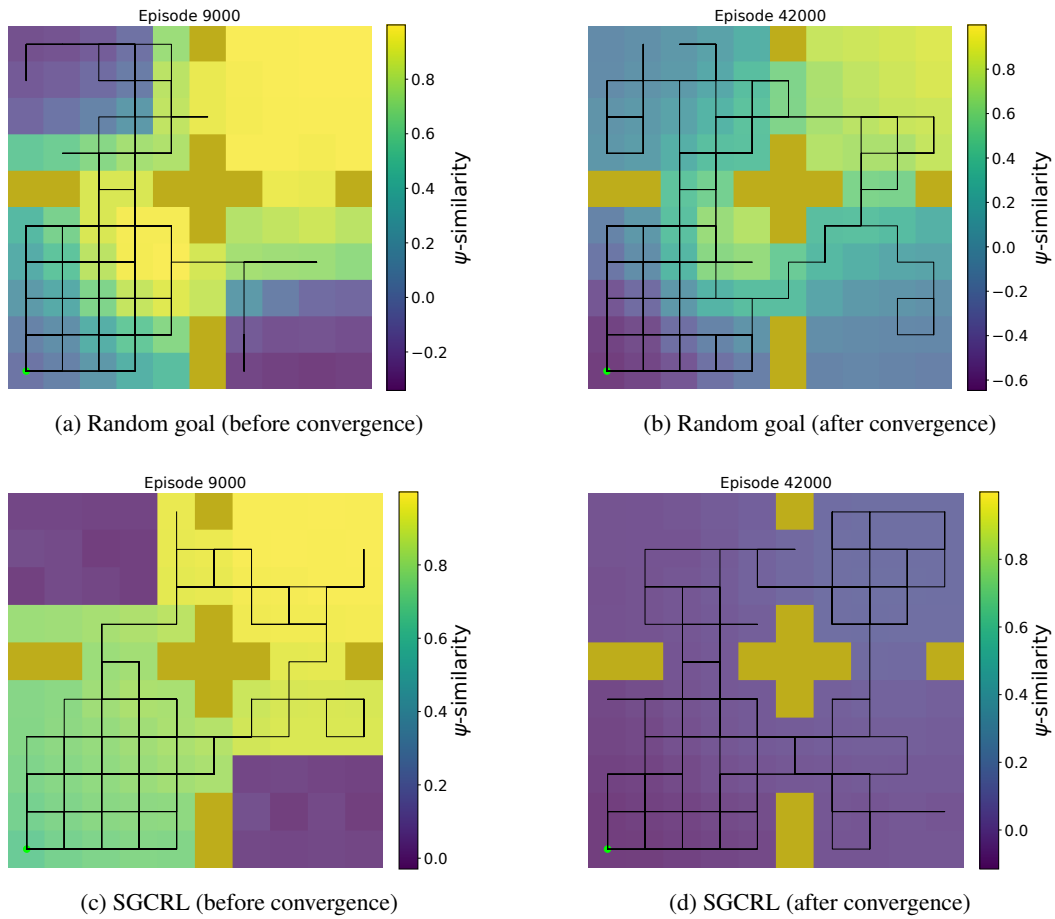 Episode 9000
0.8
0.6
0.4
0.2
0.0
−0.2
ψ-similarity
(a) Random goal (before convergence)
Episode 42000
0.8
0.6
0.4
0.2
0.0
−0.2
−0.4
−0.6
ψ-similarity
(b) Random goal (after convergence)
Episode 9000
0.8
0.6
0.4
0.2
0.0
ψ-similarity
(c) SGCRL (before convergence)
Episode 42000
0.8
0.6
0.4
0.2
0.0
ψ-similarity
(d) SGCRL (after convergence)